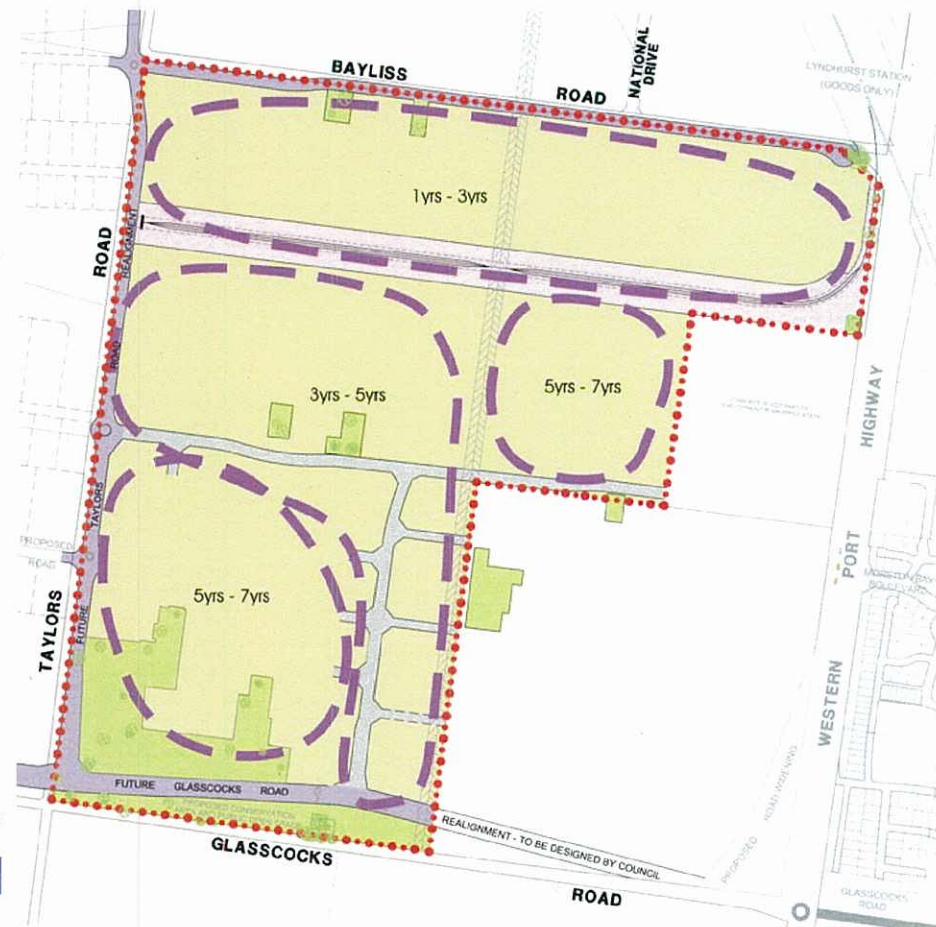 BAYLISS
ROAD
NATIONAL
DRIVE
LYNDHURST STATION
(GOODS ONLY)
1yrs - 3yrs
ROAD
REALIGNMENT
ROAD
3yrs - 5yrs
5yrs - 7yrs
HIGHWAY
TAYLORS
PROPOSED
ROAD
PORT
5yrs - 7yrs
TAYLORS
FUTURE
WESTERN
FUTURE GLASSCOCKS ROAD
PROPOSED CONSERVATION
GLASSCOCKS
REALIGNMENT - TO BE DESIGNED BY COUNCIL
PROPOSED ROAD WIDENING
ROAD
GLASSCOCKS
ROAD